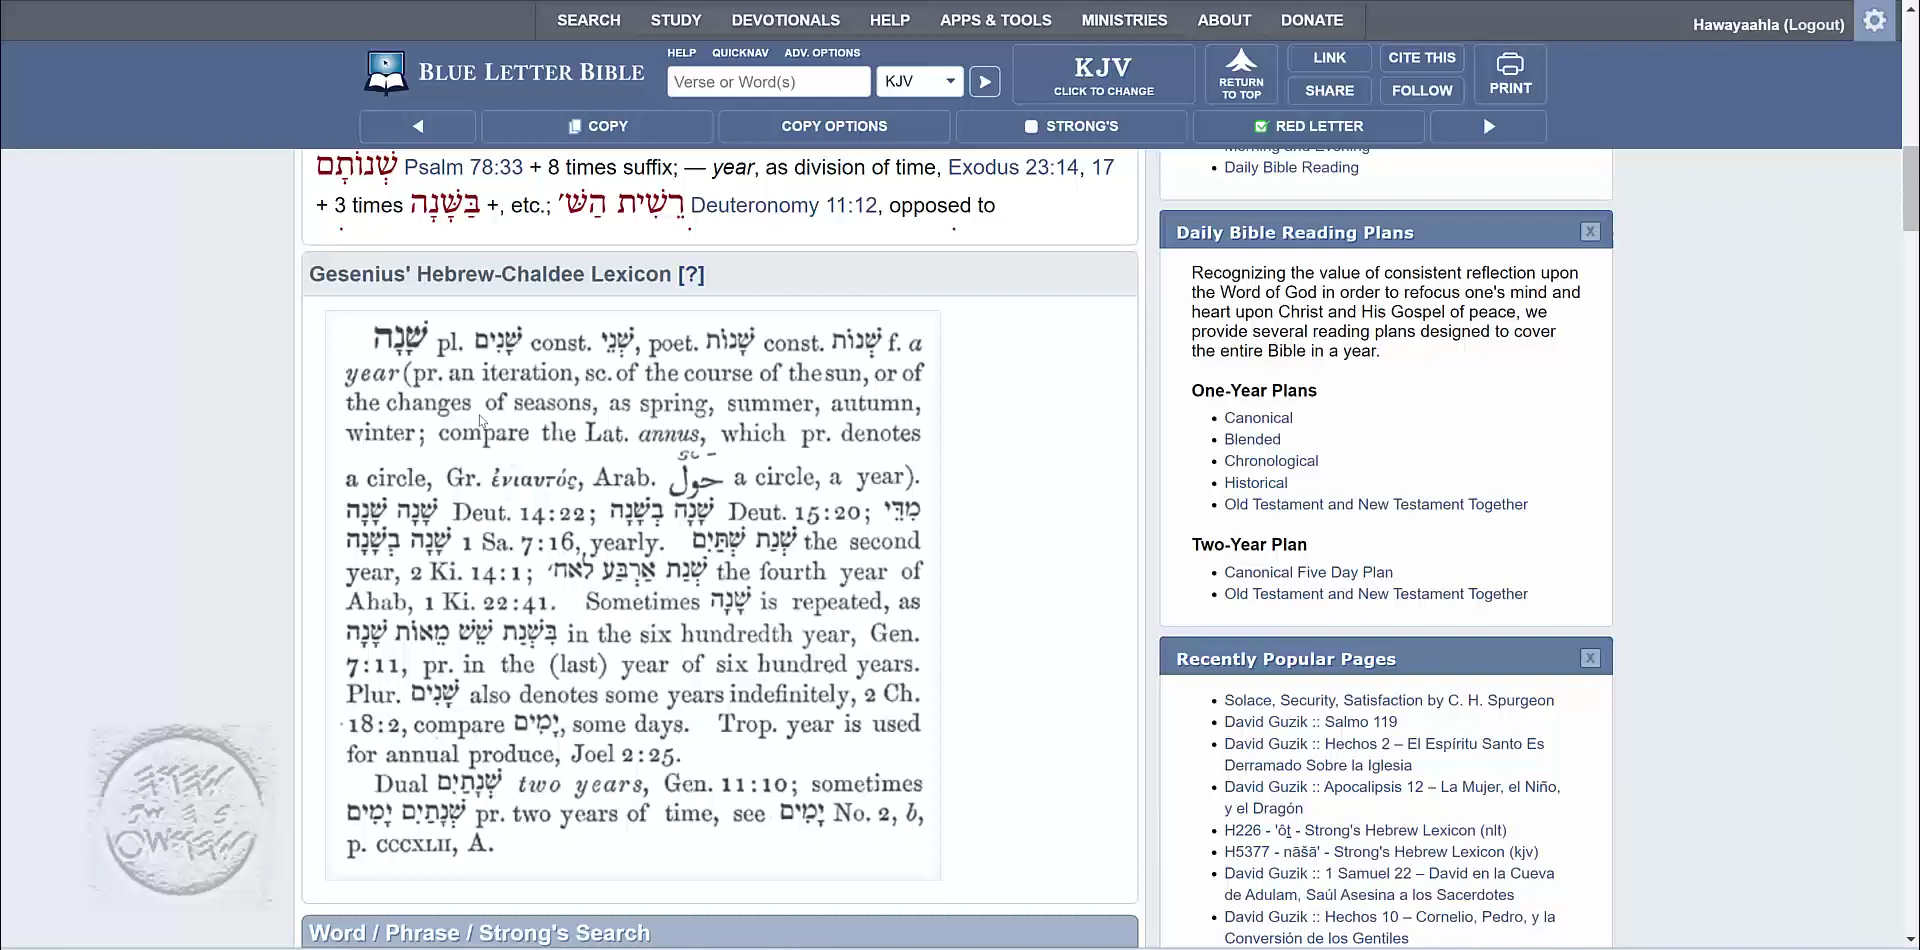 SEARCH STUDY DEVOTIONALS HELP APPS & TOOLS MINISTRIES ABOUT DONATE
Hawayaahla (Logout)
BLUE LETTER BIBLE
HELP QUICKNAV ADV. OPTIONS
Verse or Word(s) KJV
KJV
CLICK TO CHANGE
RETURN
TO TOP
LINK CITE THIS
SHARE FOLLOW
PRINT
COPY COPY OPTIONS STRONG'S RED LETTER
שְׁנוֹתָם Psalm 78:33 + 8 times suffix; — year, as division of time, Exodus 23:14, 17
+ 3 times בַּשָּׁנָה +, etc.; רֵשִׁית הַשּׁ׳ Deuteronomy 11:12, opposed to
Gesenius' Hebrew-Chaldee Lexicon [?]
שָׁנָה pl. שָׁנִים const. שְׁנֵי, poet. שָׁנוֹת const. שְׁנוֹת f. a
year (pr. an iteration, sc. of the course of the sun, or of
the changes of seasons, as spring, summer, autumn,
winter; compare the Lat. annus, which pr. denotes
a circle, Gr. ἐνιαυτός, Arab. حول a circle, a year).
שָׁנָה שָׁנָה Deut. 14:22; שָׁנָה בְשָׁנָה Deut. 15:20; מִדֵּי
שָׁנָה בְּשָׁנָה 1 Sa. 7:16, yearly. שְׁנַת שְׁתַּיִם the second
year, 2 Ki. 14:1; שְׁנַת אַרְבַּע לאח׳ the fourth year of
Ahab, 1 Ki. 22:41. Sometimes שָׁנָה is repeated, as
בִּשְׁנַת שֵׁשׁ מֵאוֹת שָׁנָה in the six hundredth year, Gen.
7:11, pr. in the (last) year of six hundred years.
Plur. שָׁנִים also denotes some years indefinitely, 2 Ch.
18:2, compare יָמִים, some days. Trop. year is used
for annual produce, Joel 2:25.
Dual שְׁנָתַיִם two years, Gen. 11:10; sometimes
שְׁנָתַיִם יָמִים pr. two years of time, see יָמִים No. 2, b,
p. CCCXLII, A.
Word / Phrase / Strong's Search
Morning and Evening
Daily Bible Reading
Daily Bible Reading Plans X
Recognizing the value of consistent reflection upon
the Word of God in order to refocus one's mind and
heart upon Christ and His Gospel of peace, we
provide several reading plans designed to cover
the entire Bible in a year.
One-Year Plans
Canonical
Blended
Chronological
Historical
Old Testament and New Testament Together
Two-Year Plan
Canonical Five Day Plan
Old Testament and New Testament Together
Recently Popular Pages X
Solace, Security, Satisfaction by C. H. Spurgeon
David Guzik :: Salmo 119
David Guzik :: Hechos 2 – El Espíritu Santo Es
Derramado Sobre la Iglesia
David Guzik :: Apocalipsis 12 – La Mujer, el Niño,
y el Dragón
H226 - 'ôṯ - Strong's Hebrew Lexicon (nlt)
H5377 - nāšā' - Strong's Hebrew Lexicon (kjv)
David Guzik :: 1 Samuel 22 – David en la Cueva
de Adulam, Saúl Asesina a los Sacerdotes
David Guzik :: Hechos 10 – Cornelio, Pedro, y la
Conversión de los Gentiles